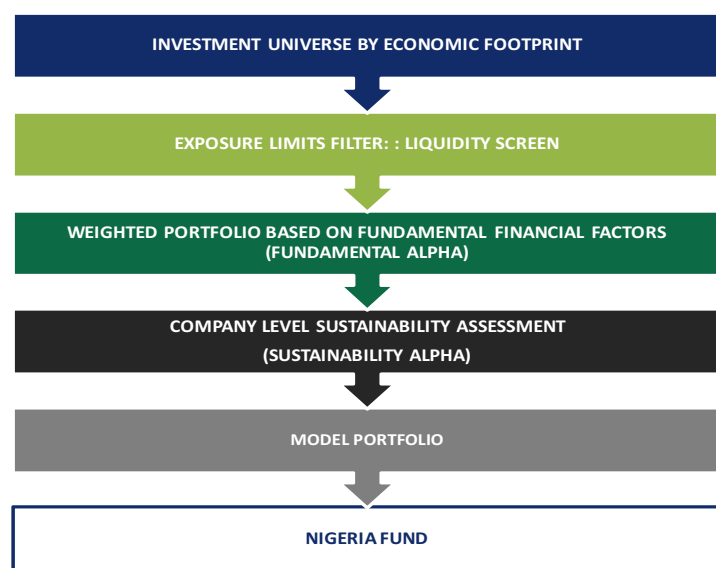 INVESTMENT UNIVERSE BY ECONOMIC FOOTPRINT
EXPOSURE LIMITS FILTER: : LIQUIDITY SCREEN
WEIGHTED PORTFOLIO BASED ON FUNDAMENTAL FINANCIAL FACTORS
(FUNDAMENTAL ALPHA)
COMPANY LEVEL SUSTAINABILITY ASSESSMENT
(SUSTAINABILITY ALPHA)
MODEL PORTFOLIO
NIGERIA FUND